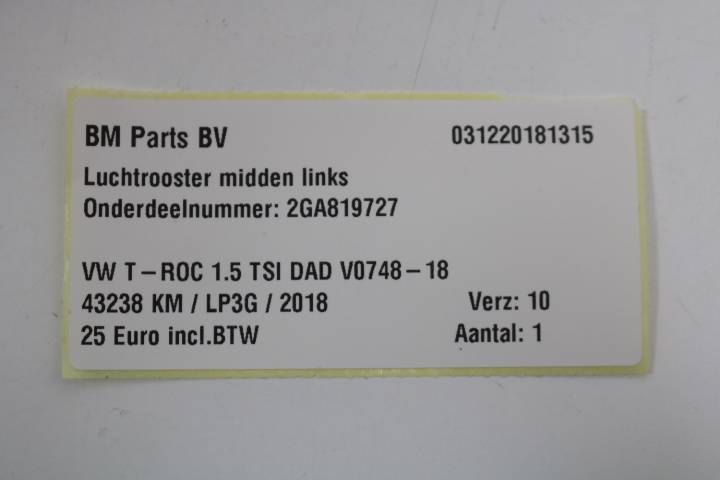 BM Parts BV 031220181315
Luchtrooster midden links
Onderdeelnummer: 2GA819727
VW T-ROC 1.5 TSI DAD V0748-18
43238 KM / LP3G / 2018 Verz: 10
25 Euro incl.BTW Aantal: 1